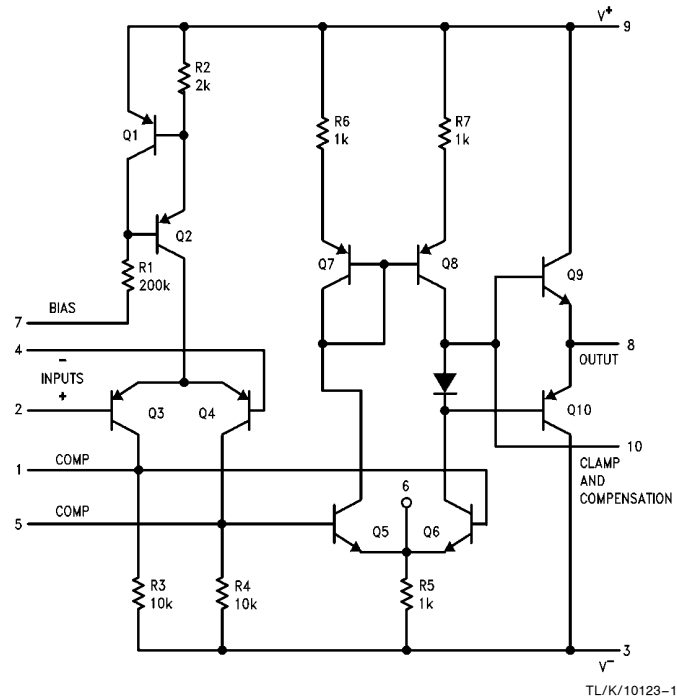 V+
9
R2
2k
Q1
R6
1k
R7
1k
Q2
Q7
Q8
Q9
R1
200k
BIAS
7
4
−
INPUTS
+
2
8
OUTUT
Q3
Q4
Q10
1
COMP
10
CLAMP
AND
COMPENSATION
6
5
COMP
Q5
Q6
R3
10k
R4
10k
R5
1k
3
V−
TL/K/10123–1